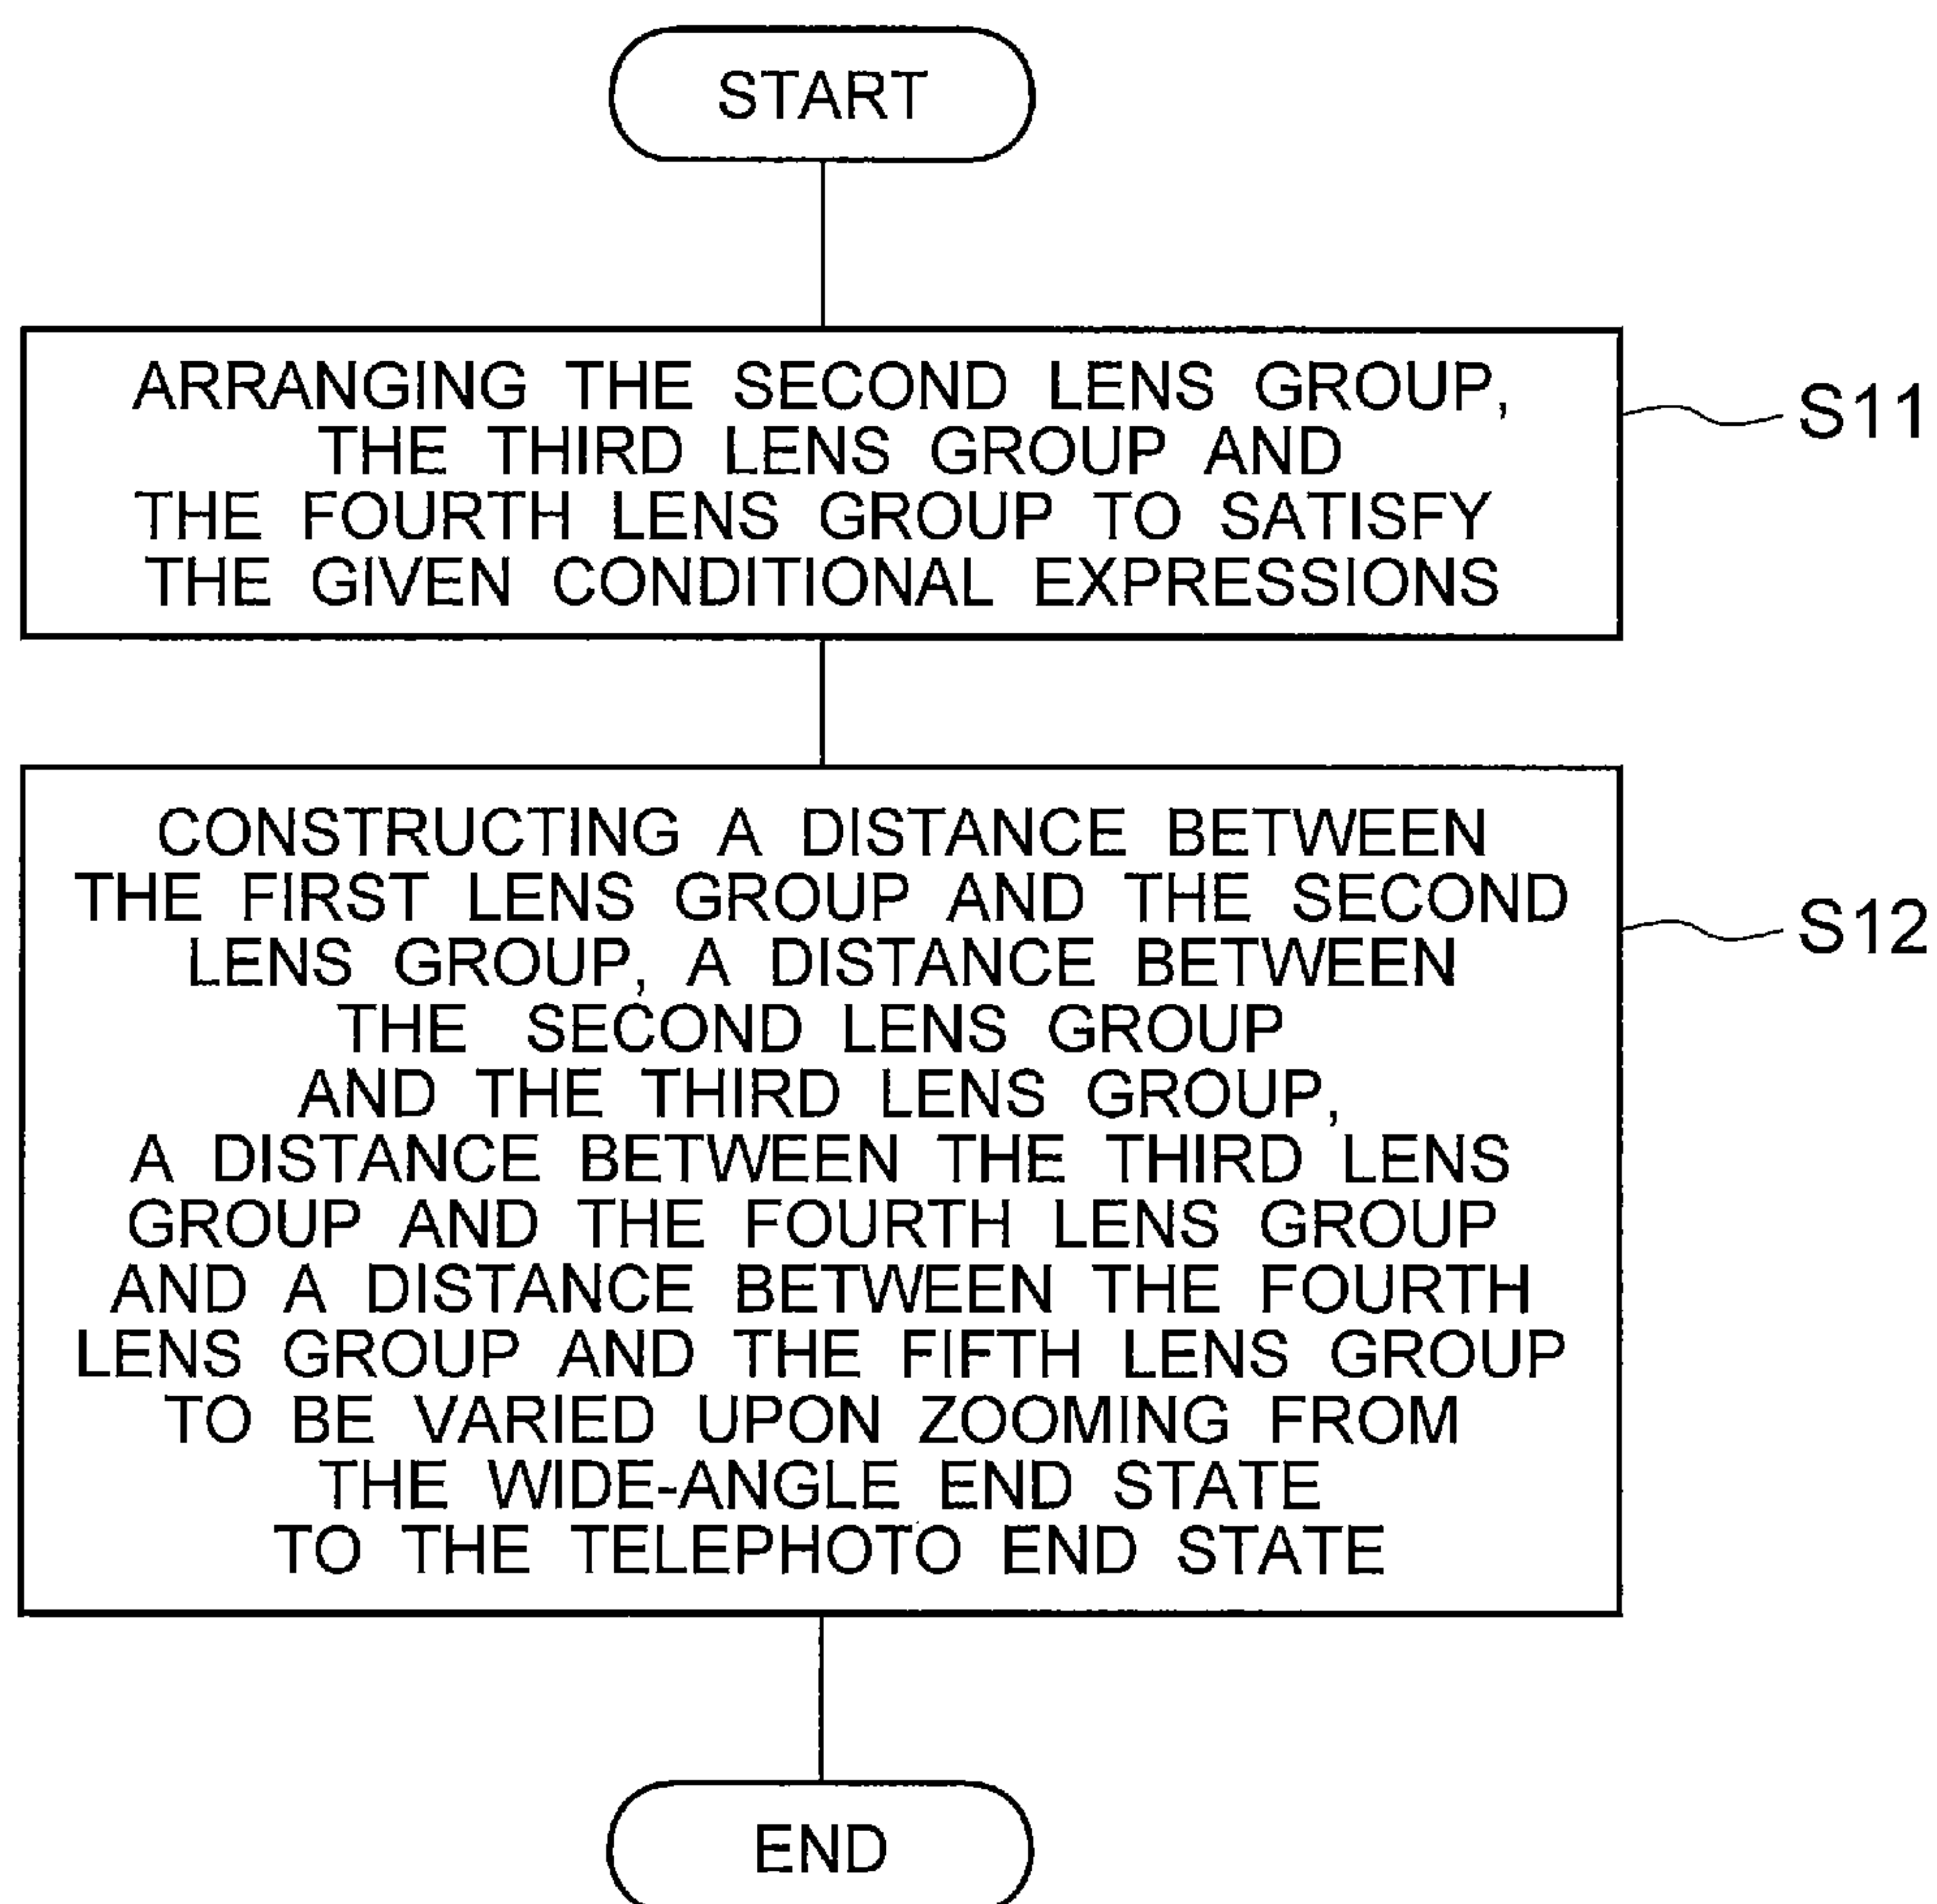 START
ARRANGING THE SECOND LENS GROUP,
THE THIRD LENS GROUP AND
THE FOURTH LENS GROUP TO SATISFY
THE GIVEN CONDITIONAL EXPRESSIONS
S11
CONSTRUCTING A DISTANCE BETWEEN
THE FIRST LENS GROUP AND THE SECOND
LENS GROUP, A DISTANCE BETWEEN
THE SECOND LENS GROUP
AND THE THIRD LENS GROUP,
A DISTANCE BETWEEN THE THIRD LENS
GROUP AND THE FOURTH LENS GROUP
AND A DISTANCE BETWEEN THE FOURTH
LENS GROUP AND THE FIFTH LENS GROUP
TO BE VARIED UPON ZOOMING FROM
THE WIDE-ANGLE END STATE
TO THE TELEPHOTO END STATE
S12
END